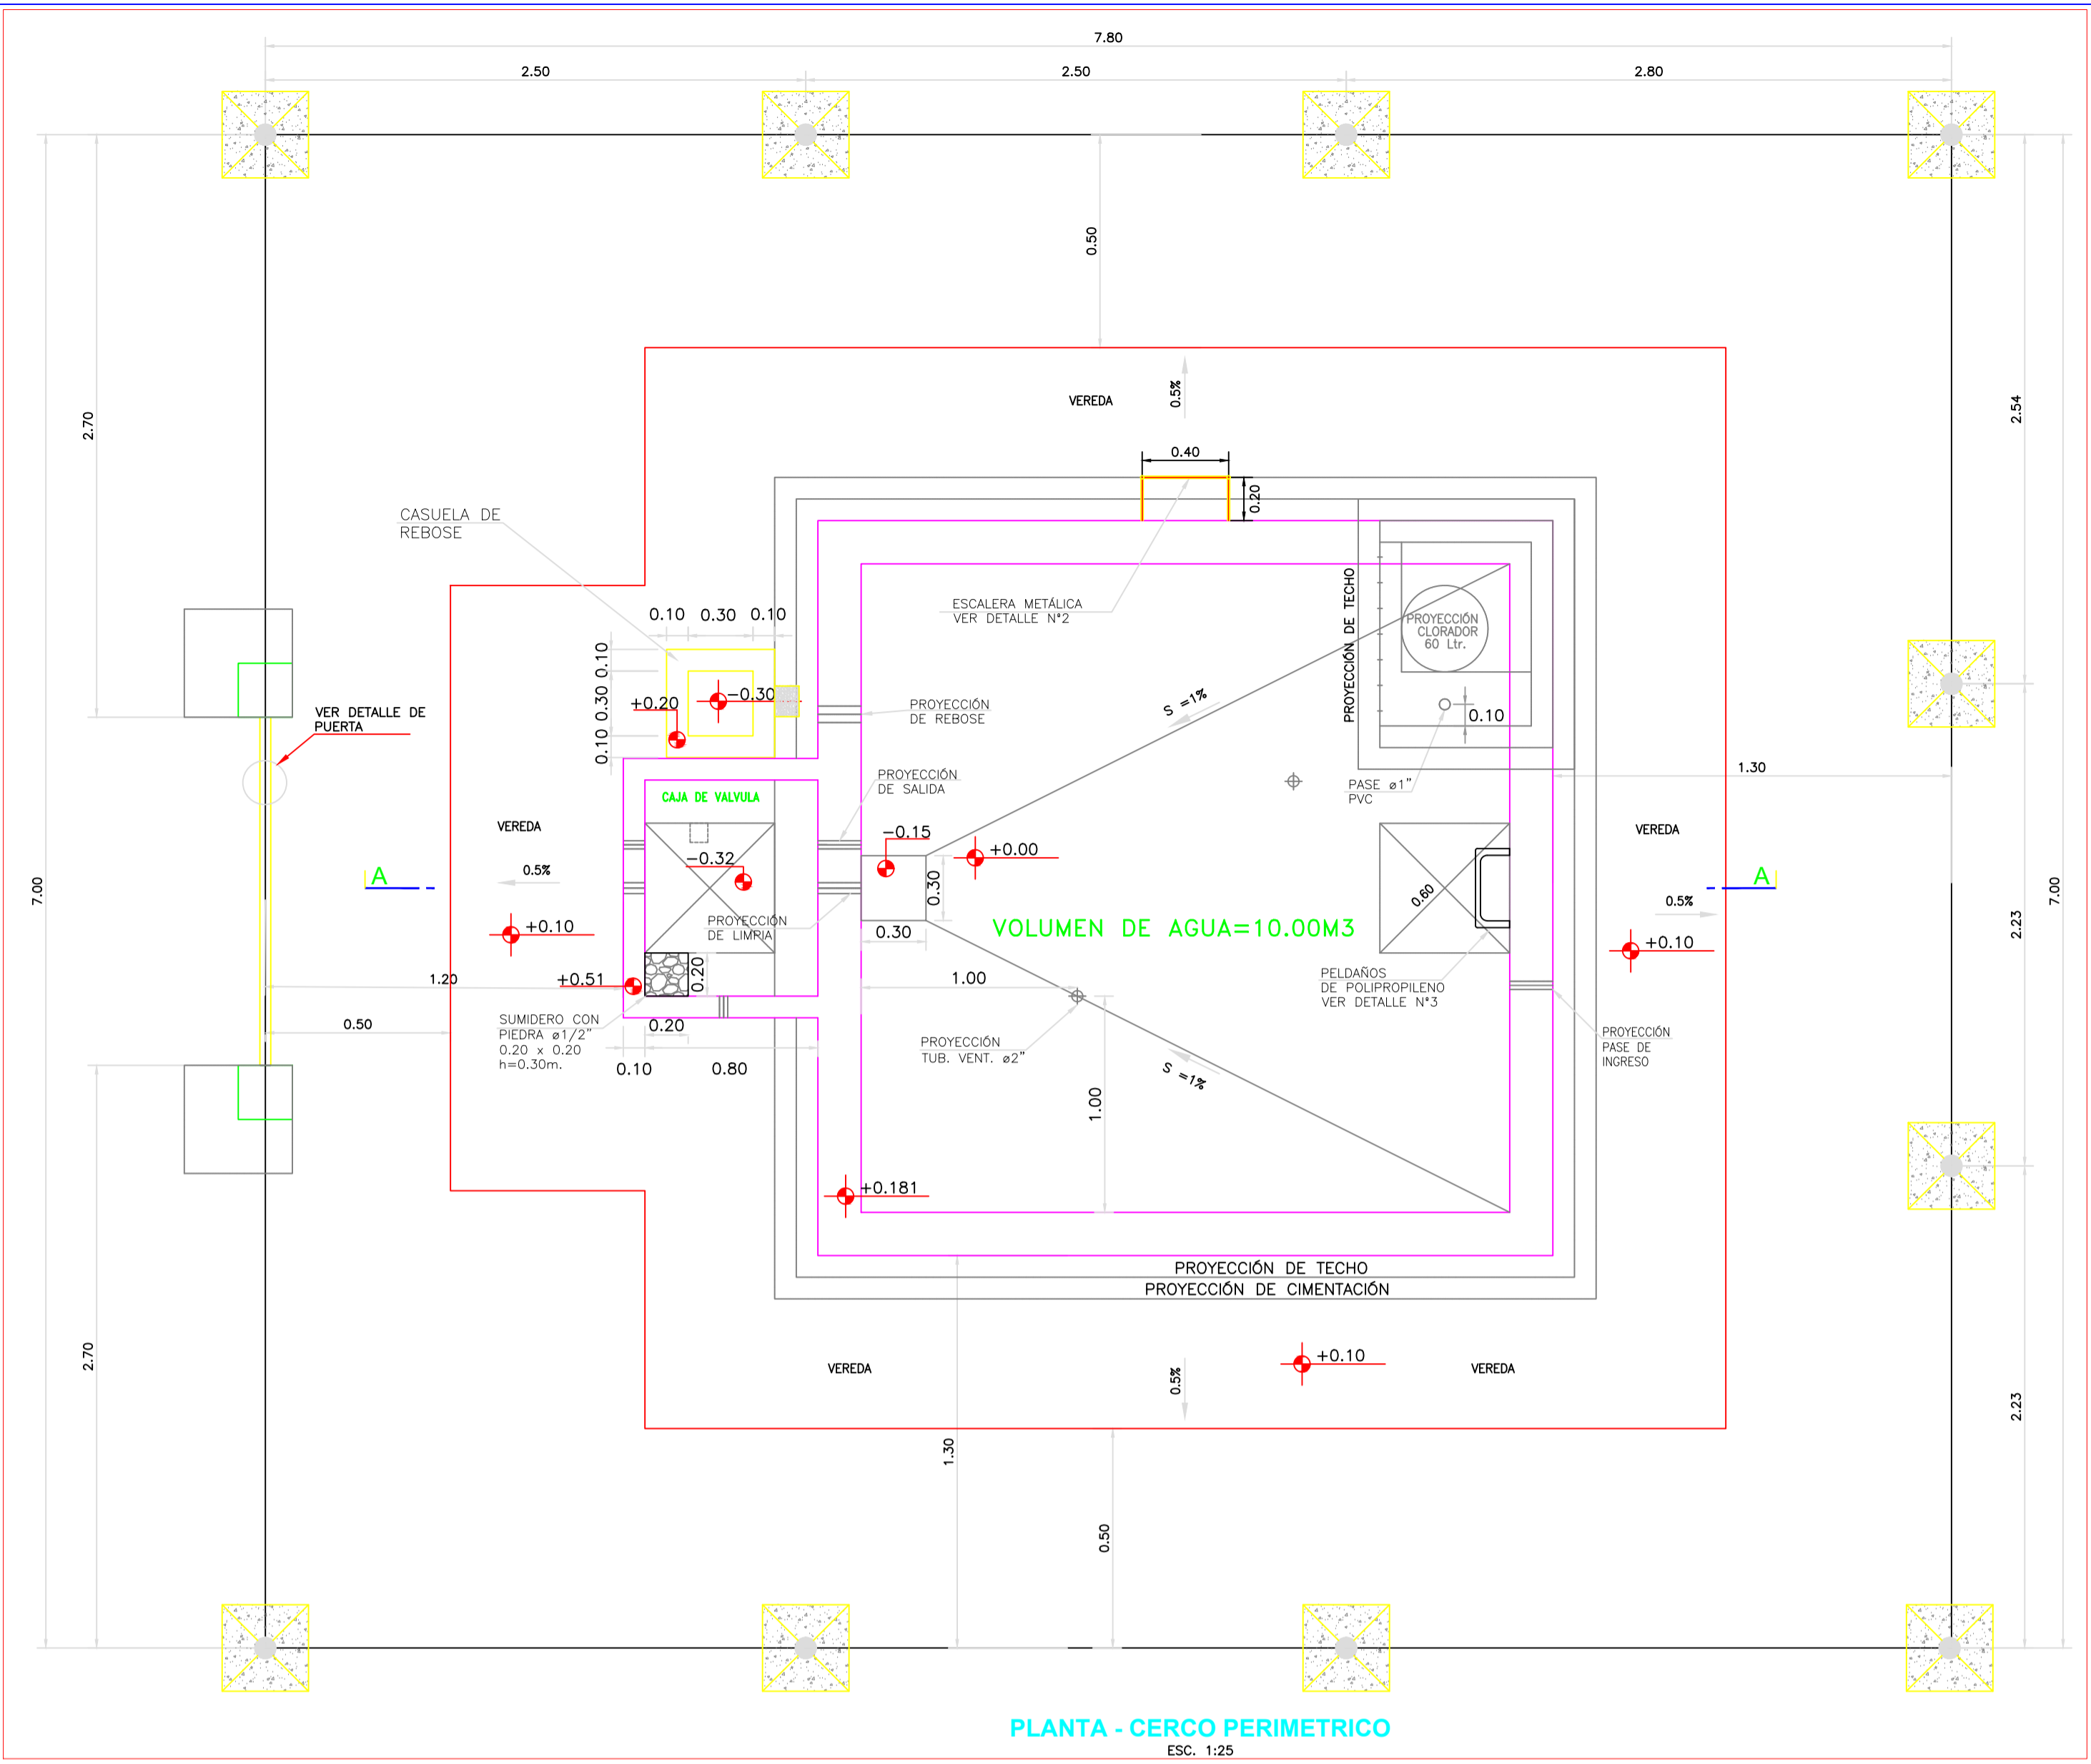 7.80
2.50
2.50
2.80
0.50
2.70
2.54
VEREDA
0.5%
0.40
0.20
CASUELA DE
REBOSE
ESCALERA METÁLICA
VER DETALLE N°2
PROYECCIÓN DE TECHO
PROYECCIÓN
CLORADOR
60 Ltr.
0.10
0.30
0.10
0.10
0.30
0.10
+0.20
-0.30
VER DETALLE DE
PUERTA
PROYECCIÓN
DE REBOSE
S =1%
0.10
PASE ø1"
PVC
1.30
PROYECCIÓN
DE SALIDA
CAJA DE VALVULA
VEREDA
VEREDA
-0.15
+0.00
-0.32
0.5%
A
A
7.00
7.00
0.30
0.60
0.5%
PROYECCIÓN
DE LIMPIA
0.30
VOLUMEN DE AGUA=10.00M3
+0.10
+0.10
2.23
1.20
+0.51
0.20
1.00
PELDAÑOS
DE POLIPROPILENO
VER DETALLE N°3
0.50
SUMIDERO CON
PIEDRA ø1/2"
0.20 x 0.20
h=0.30m.
0.20
0.10
0.80
PROYECCIÓN
TUB. VENT. ø2"
PROYECCIÓN
PASE DE
INGRESO
S =1%
1.00
+0.181
PROYECCIÓN DE TECHO
PROYECCIÓN DE CIMENTACIÓN
2.70
VEREDA
0.5%
+0.10
VEREDA
2.23
1.30
0.50
PLANTA - CERCO PERIMETRICO
ESC. 1:25